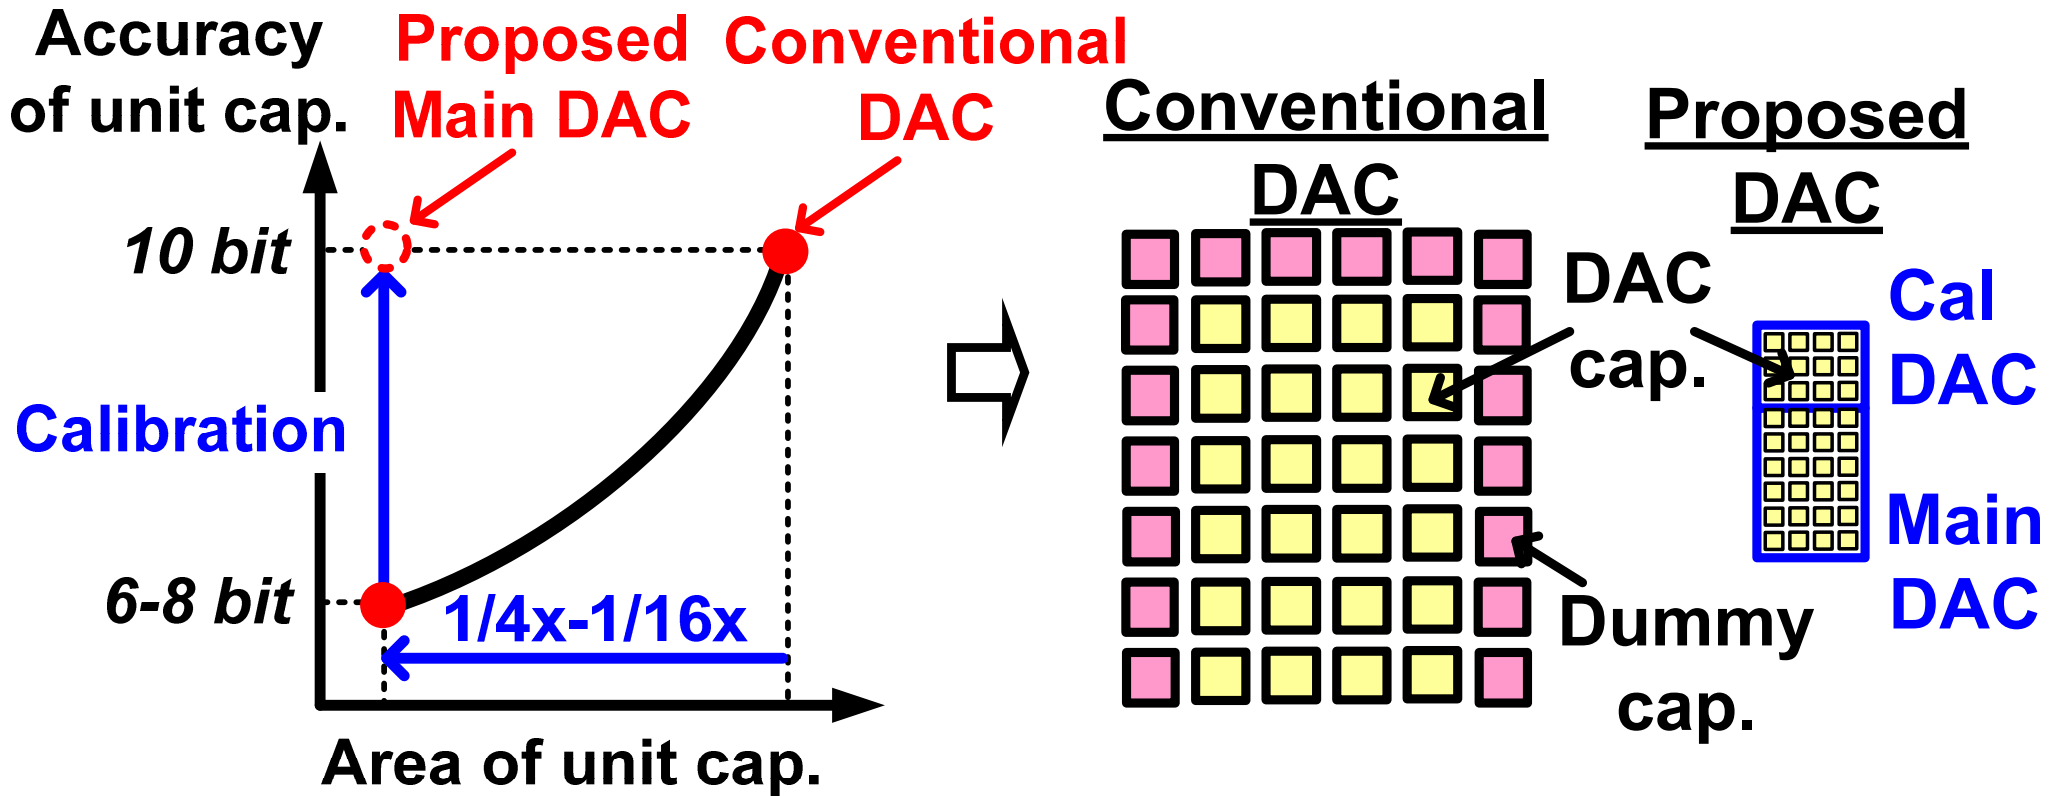 Accuracy
of unit cap.
Proposed
Main DAC
Conventional
DAC
10 bit
Calibration
6-8 bit
1/4x-1/16x
Area of unit cap.
Conventional
DAC
Proposed
DAC
DAC
cap.
Cal
DAC
Main
DAC
Dummy
cap.